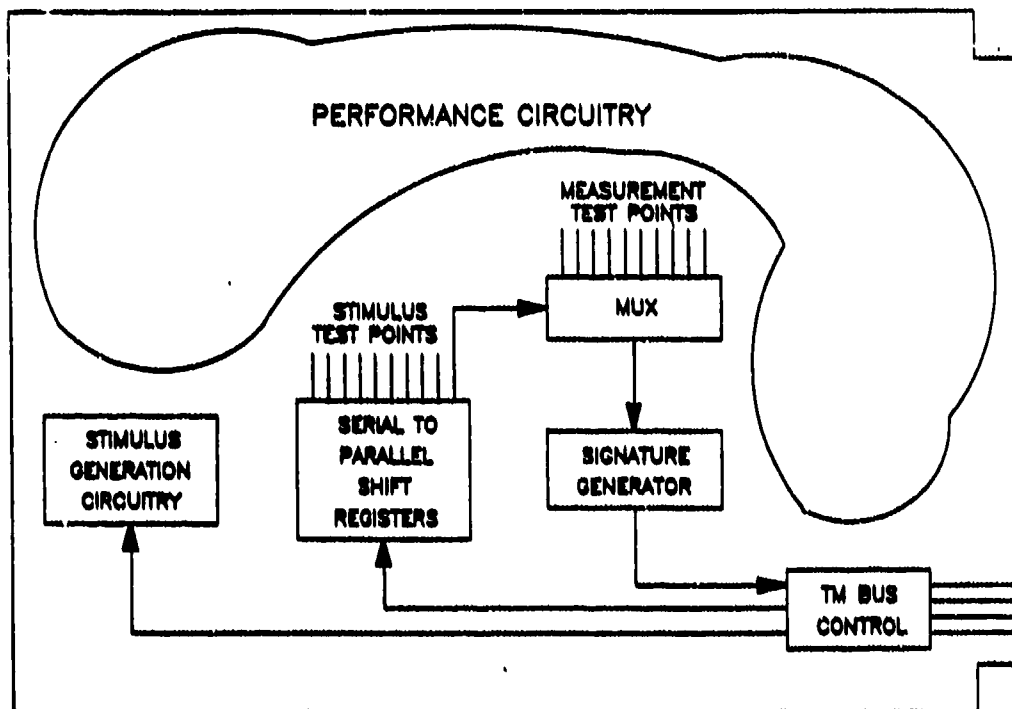 PERFORMANCE CIRCUITRY
MEASUREMENT
TEST POINTS
MUX
STIMULUS
TEST POINTS
STIMULUS
GENERATION
CIRCUITRY
SERIAL TO
PARALLEL
SHIFT
REGISTERS
SIGNATURE
GENERATOR
TM BUS
CONTROL